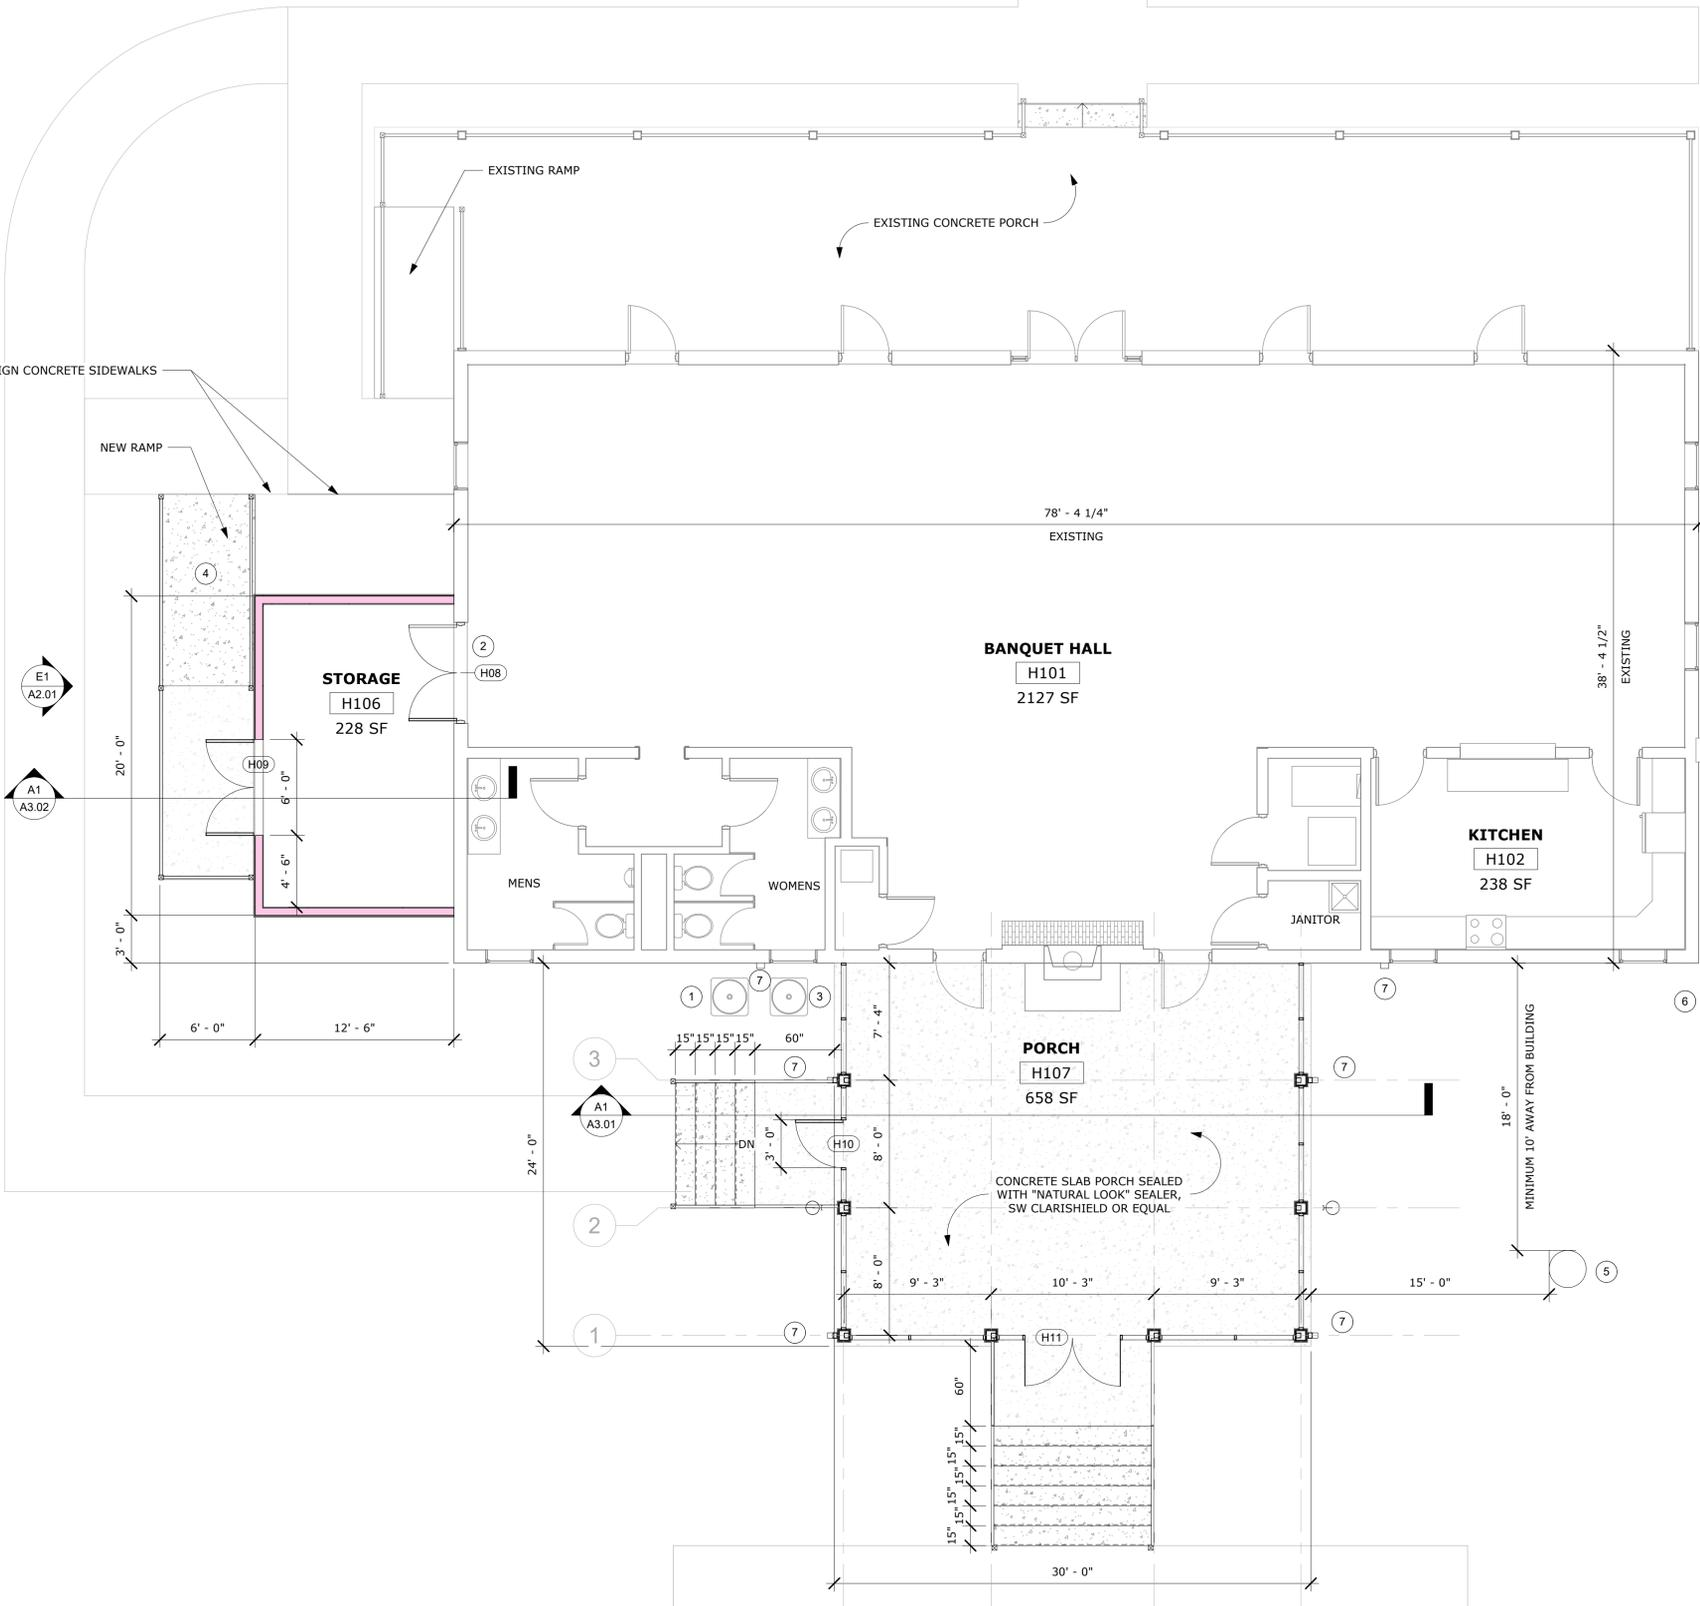 EXISTING RAMP
EXISTING CONCRETE PORCH
IGN CONCRETE SIDEWALKS
NEW RAMP
78' - 4 1/4"
EXISTING
4
BANQUET HALL
H101
2127 SF
38' - 4 1/2"
EXISTING
2
H08
STORAGE
H106
228 SF
E1
A2.01
20' - 0"
H09
6' - 0"
A1
A3.02
4' - 6"
3' - 0"
KITCHEN
H102
238 SF
MENS
WOMENS
JANITOR
7
1
3
7
6
6' - 0"
12' - 6"
15"
15"
15"
15"
60"
3
7
7' - 4"
PORCH
H107
658 SF
7
A1
A3.01
18' - 0"
MINIMUM 10' AWAY FROM BUILDING
24' - 0"
DN
3' - 0"
H10
8' - 0"
CONCRETE SLAB PORCH SEALED
WITH "NATURAL LOOK" SEALER,
SW CLARISHIELD OR EQUAL
2
8' - 0"
9' - 3"
10' - 3"
9' - 3"
15' - 0"
5
1
7
H11
7
60"
15"
15"
15"
15"
15"
15"
30' - 0"